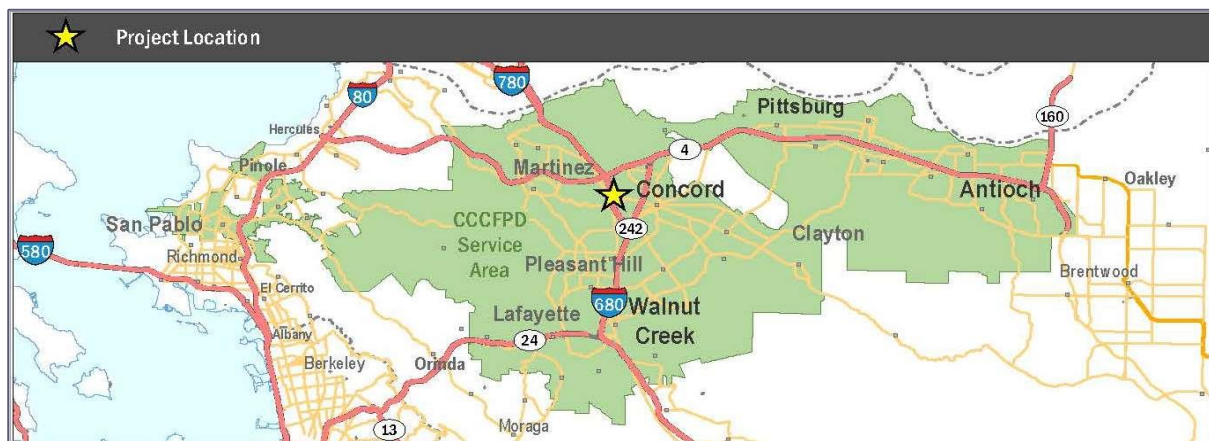 Project Location
80
780
Pittsburg
160
Hercules
Pinole
Martinez
4
Concord
Antioch
Oakley
San Pablo
CCCFPD
Service
Area
242
Clayton
580
Richmond
Pleasant Hill
Brentwood
El Cerrito
680
Walnut
Creek
Lafayette
Albany
24
Berkeley
Orinda
13
Moraga